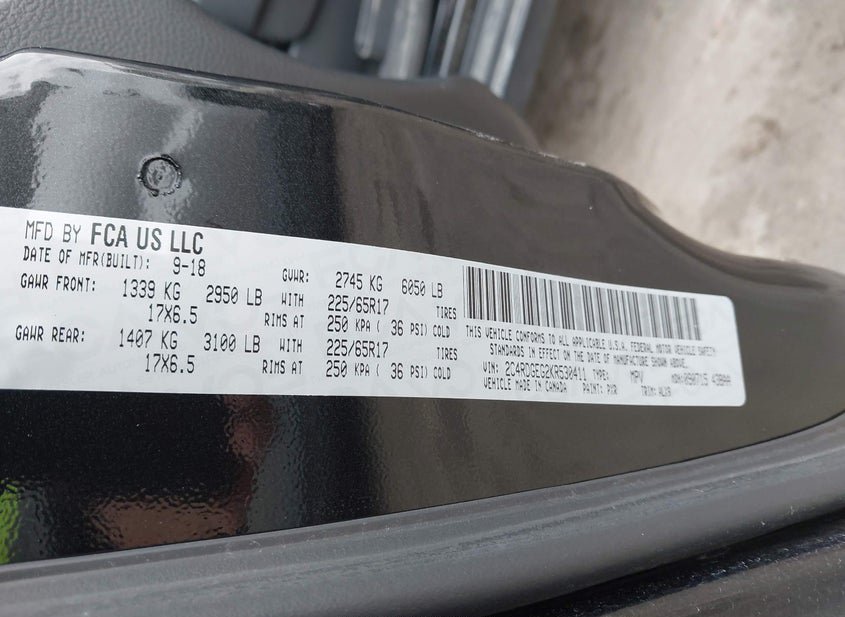 MFD BY FCA US LLC
DATE OF MFR(BUILT): 9-18 GVWR: 2745 KG 6050 LB
GAWR FRONT: 1339 KG 2950 LB WITH 225/65R17 TIRES
17X6.5 RIMS AT 250 KPA ( 36 PSI) COLD
GAWR REAR: 1407 KG 3100 LB WITH 225/65R17 TIRES
17X6.5 RIMS AT 250 KPA ( 36 PSI) COLD
THIS VEHICLE CONFORMS TO ALL APPLICABLE U.S.A. FEDERAL MOTOR VEHICLE SAFETY
STANDARDS IN EFFECT ON THE DATE OF MANUFACTURE SHOWN ABOVE.
VIN: 2C4RDGEG2KR530411 TYPE: MPV
VEHICLE MADE IN CANADA PAINT: PXR TRIM: